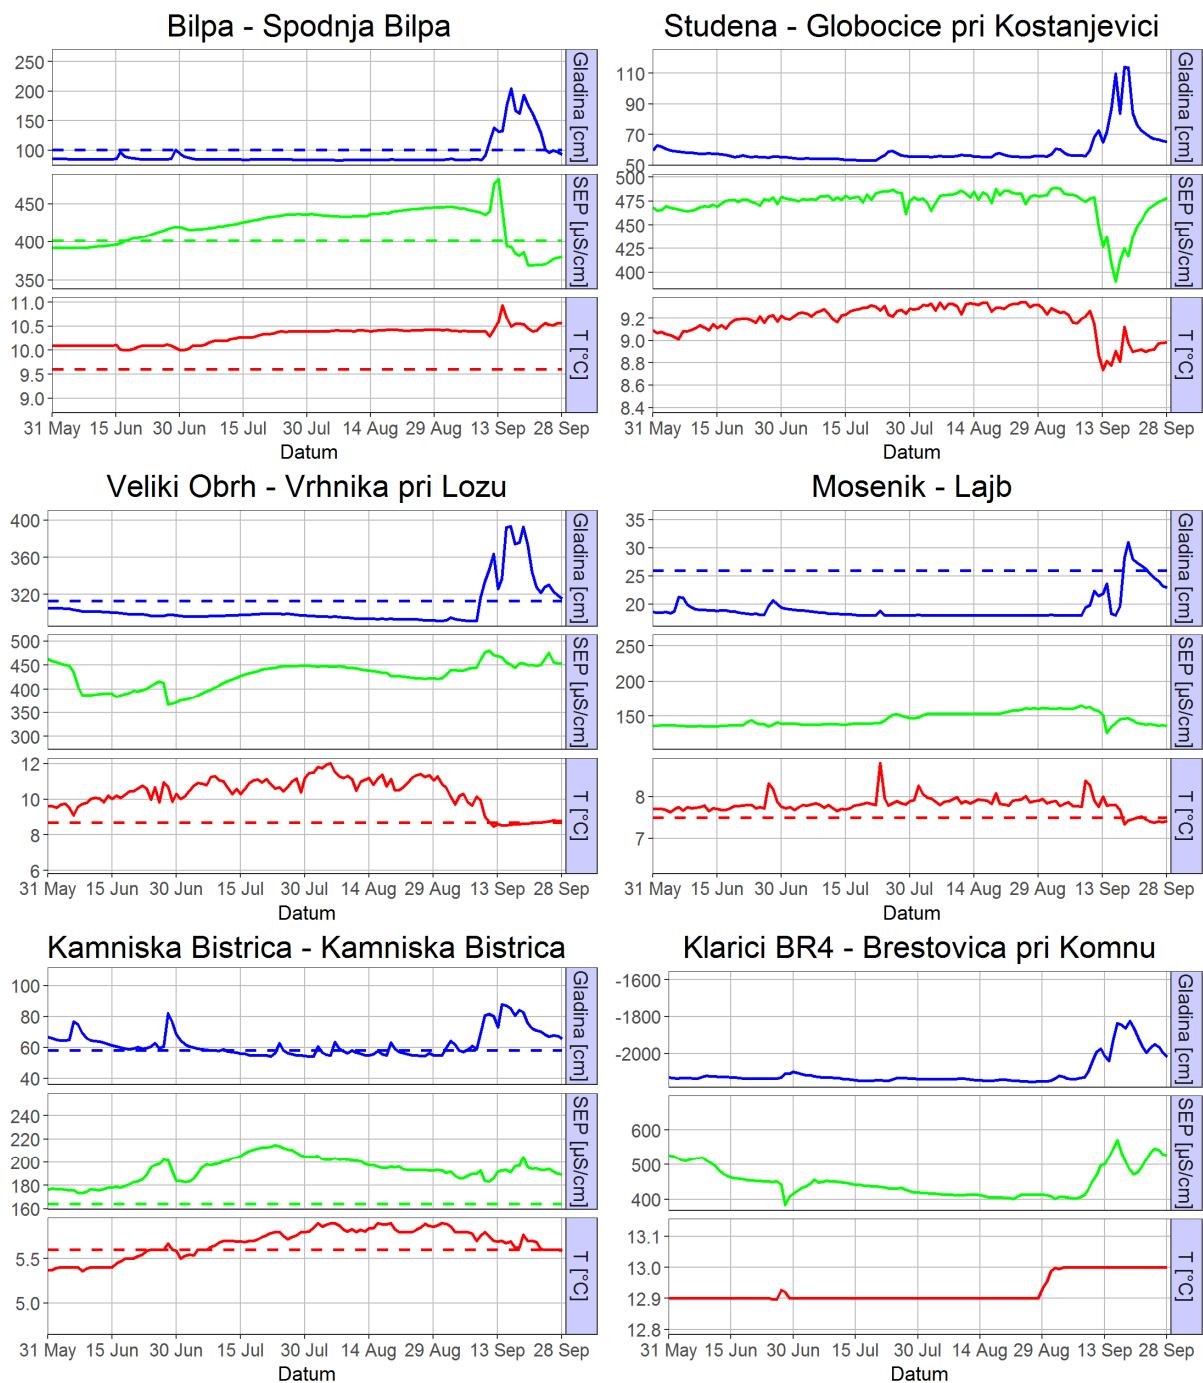 Bilpa - Spodnja Bilpa
250
200
150
100
Gladina [cm]
450
400
350
SEP [µS/cm]
11.0
10.5
10.0
9.5
9.0
T [°C]
31 May 15 Jun 30 Jun 15 Jul 30 Jul 14 Aug 29 Aug 13 Sep 28 Sep
Datum
Studena - Globocice pri Kostanjevici
110
90
70
50
Gladina [cm]
500
475
450
425
400
SEP [µS/cm]
9.2
9.0
8.8
8.6
8.4
T [°C]
31 May 15 Jun 30 Jun 15 Jul 30 Jul 14 Aug 29 Aug 13 Sep 28 Sep
Datum
Veliki Obrh - Vrhnika pri Lozu
400
360
320
Gladina [cm]
500
450
400
350
300
SEP [µS/cm]
12
10
8
6
T [°C]
31 May 15 Jun 30 Jun 15 Jul 30 Jul 14 Aug 29 Aug 13 Sep 28 Sep
Datum
Mosenik - Lajb
35
30
25
20
Gladina [cm]
250
200
150
SEP [µS/cm]
8
7
T [°C]
31 May 15 Jun 30 Jun 15 Jul 30 Jul 14 Aug 29 Aug 13 Sep 28 Sep
Datum
Kamniska Bistrica - Kamniska Bistrica
100
80
60
40
Gladina [cm]
240
220
200
180
160
SEP [µS/cm]
5.5
5.0
T [°C]
31 May 15 Jun 30 Jun 15 Jul 30 Jul 14 Aug 29 Aug 13 Sep 28 Sep
Datum
Klarici BR4 - Brestovica pri Komnu
-1600
-1800
-2000
Gladina [cm]
600
500
400
SEP [µS/cm]
13.1
13.0
12.9
12.8
T [°C]
31 May 15 Jun 30 Jun 15 Jul 30 Jul 14 Aug 29 Aug 13 Sep 28 Sep
Datum